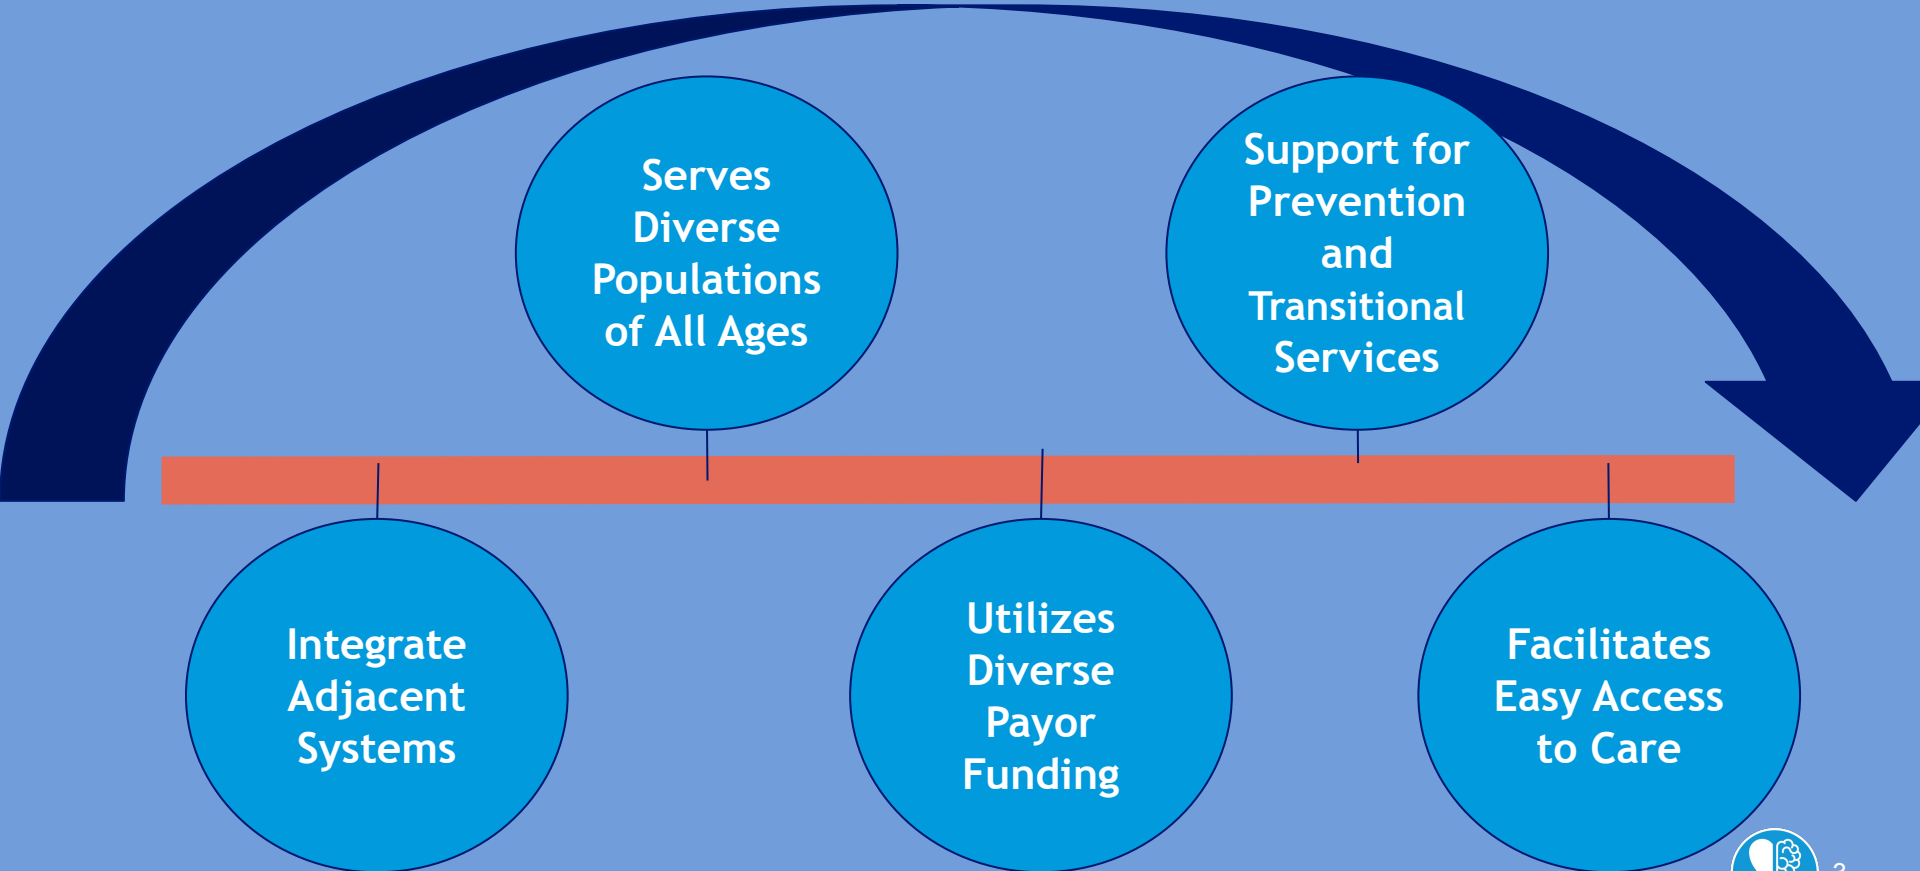 Serves
Diverse
Populations
of All Ages
Support for
Prevention
and
Transitional
Services
Integrate
Adjacent
Systems
Utilizes
Diverse
Payor
Funding
Facilitates
Easy Access
to Care